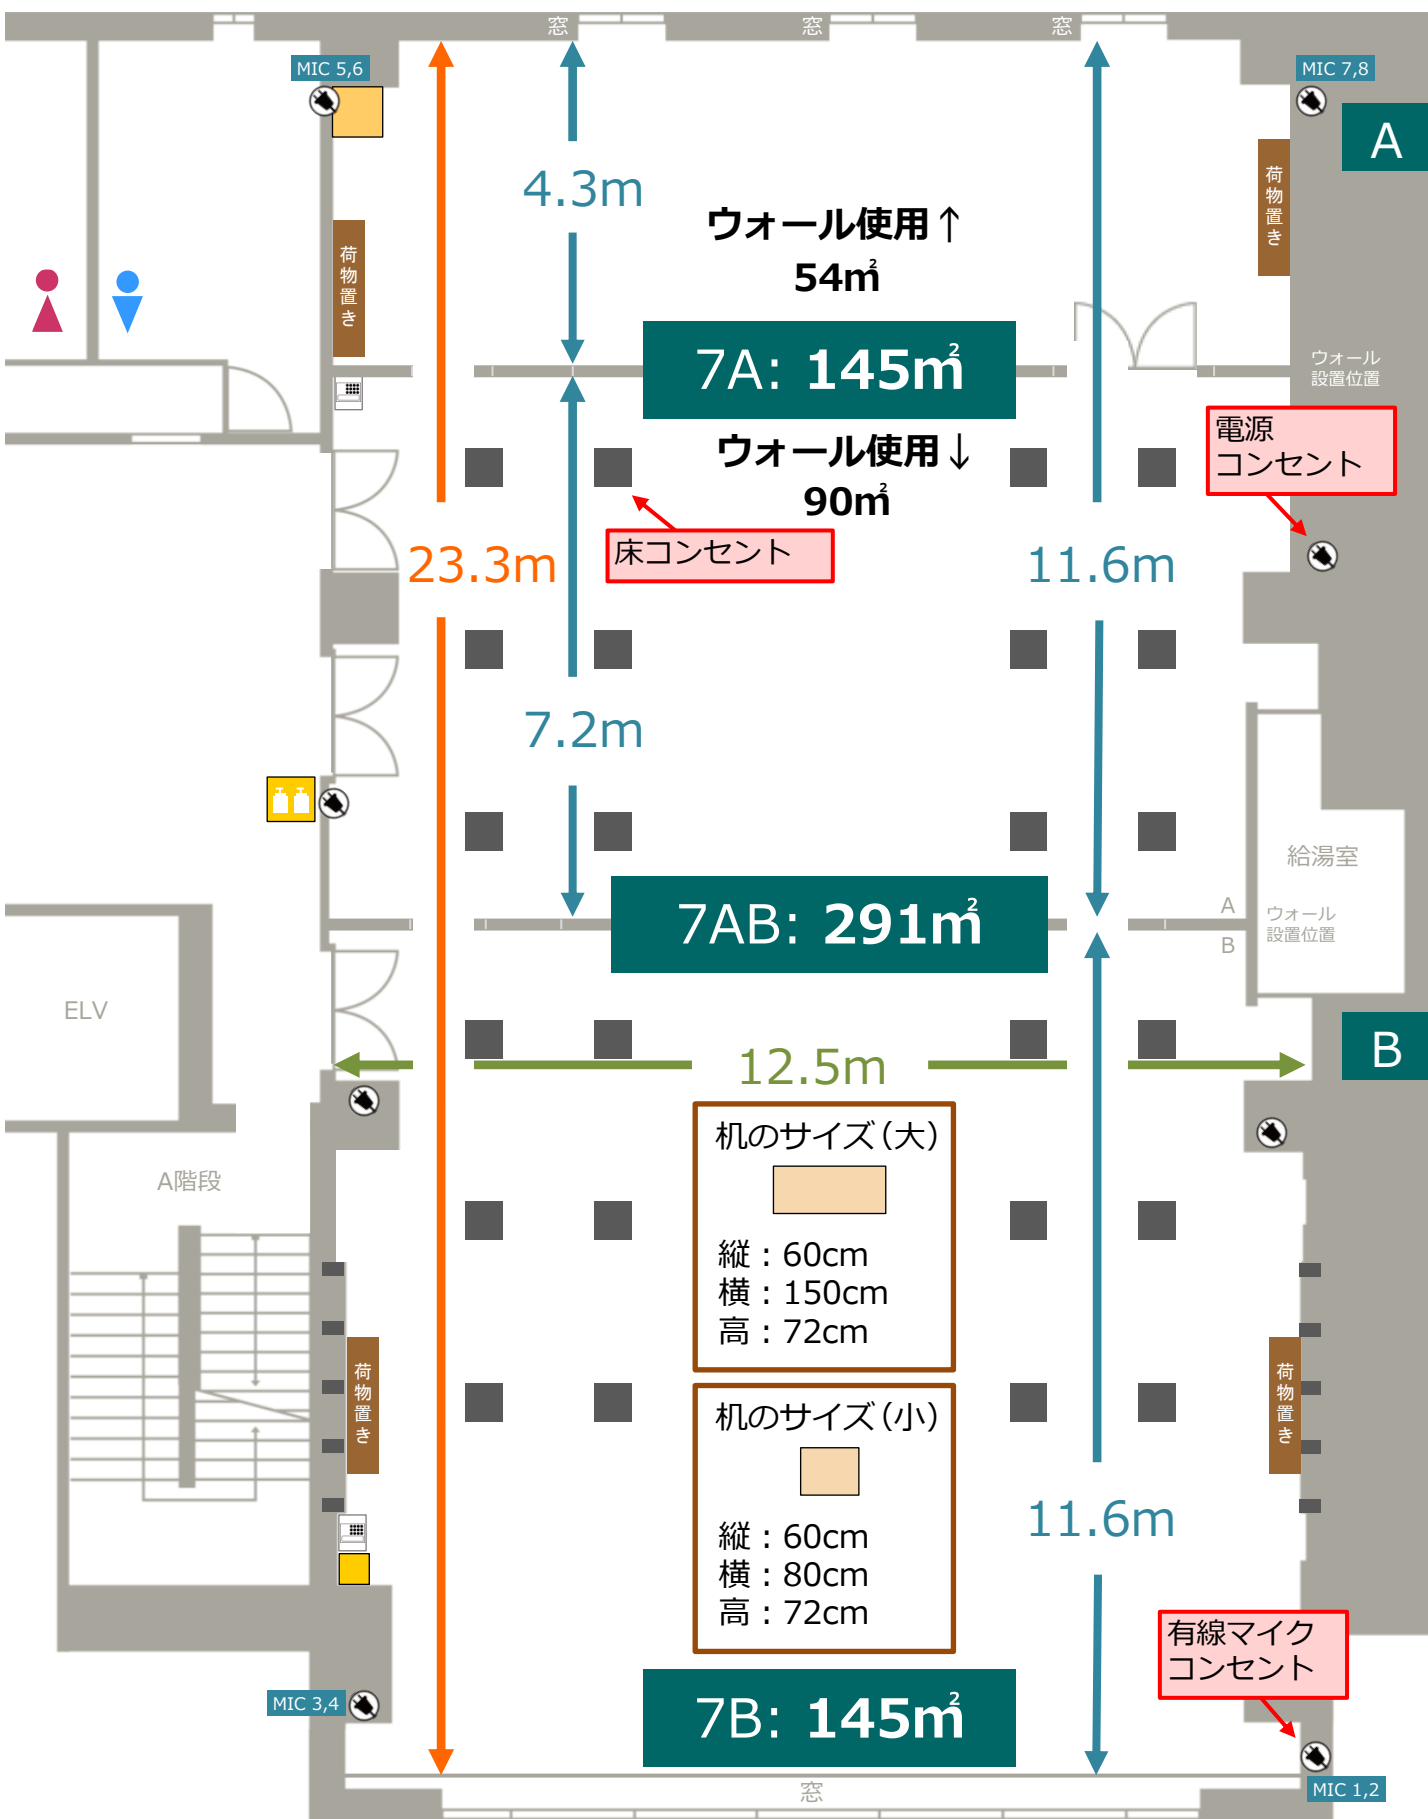 窓
窓
窓
MIC 5,6
MIC 7,8
A
4.3m
荷物置き
ウォール使用↑
54㎡
荷物置き
7A: 145㎡
ウォール
設置位置
電源
コンセント
ウォール使用↓
90㎡
床コンセント
23.3m
11.6m
7.2m
給湯室
7AB: 291㎡
A
B
ウォール
設置位置
ELV
B
12.5m
机のサイズ(大)
A階段
縦：60cm
横：150cm
高：72cm
荷物置き
荷物置き
机のサイズ(小)
11.6m
縦：60cm
横：80cm
高：72cm
有線マイク
コンセント
7B: 145㎡
MIC 3,4
窓
MIC 1,2